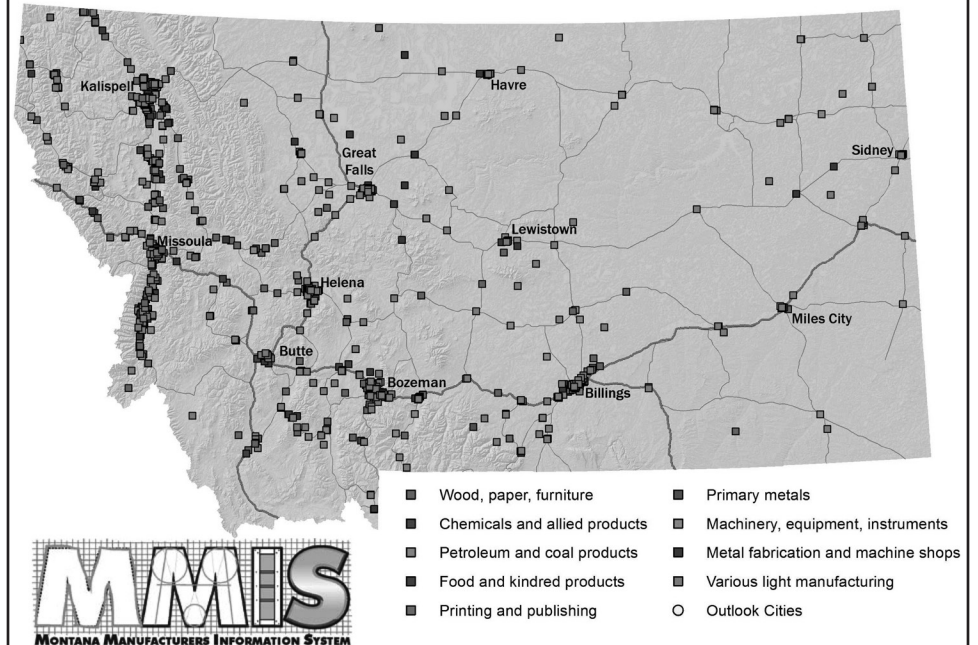 Kalispell
Havre
Great
Falls
Sidney
Lewistown
Missoula
Helena
Miles City
Butte
Bozeman
Billings
Wood, paper, furniture
Chemicals and allied products
Petroleum and coal products
Food and kindred products
Printing and publishing
Primary metals
Machinery, equipment, instruments
Metal fabrication and machine shops
Various light manufacturing
Outlook Cities
MMIS
MONTANA MANUFACTURERS INFORMATION SYSTEM